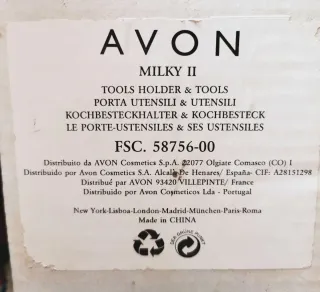 AVON
MILKY II
TOOLS HOLDER & TOOLS
PORTA UTENSILI & UTENSILI
KOCHBESTECKHALTER & KOCHBESTECK
LE PORTE-USTENSILES & SES USTENSILES
FSC. 58756-00
Distribuito da AVON Cosmetics S.p.A. 22077 Olgiate Comasco (CO) I
Distribuido por Avon Cosmetics S.A. Alcalá De Henares/ España- CIF: A28151298
Distribué par AVON 93420 VILLEPINTE/ France
Distribuido por Avon Cosmeticos Lda - Portugal
New York-Lisboa-London-Madrid-München-Paris-Roma
Made in CHINA
DER GRÜNE PUNKT